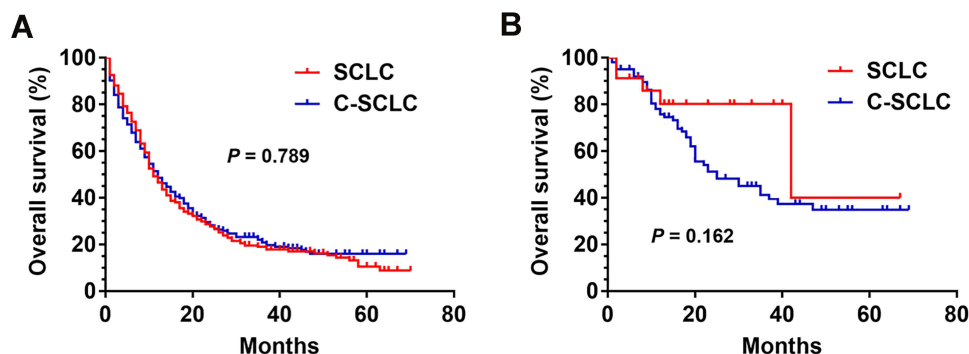 A
Overall survival (%)
100
80
60
40
20
0
0 20 40 60 80
Months
SCLC
C-SCLC
P = 0.789
B
Overall survival (%)
100
80
60
40
20
0
0 20 40 60 80
Months
SCLC
C-SCLC
P = 0.162